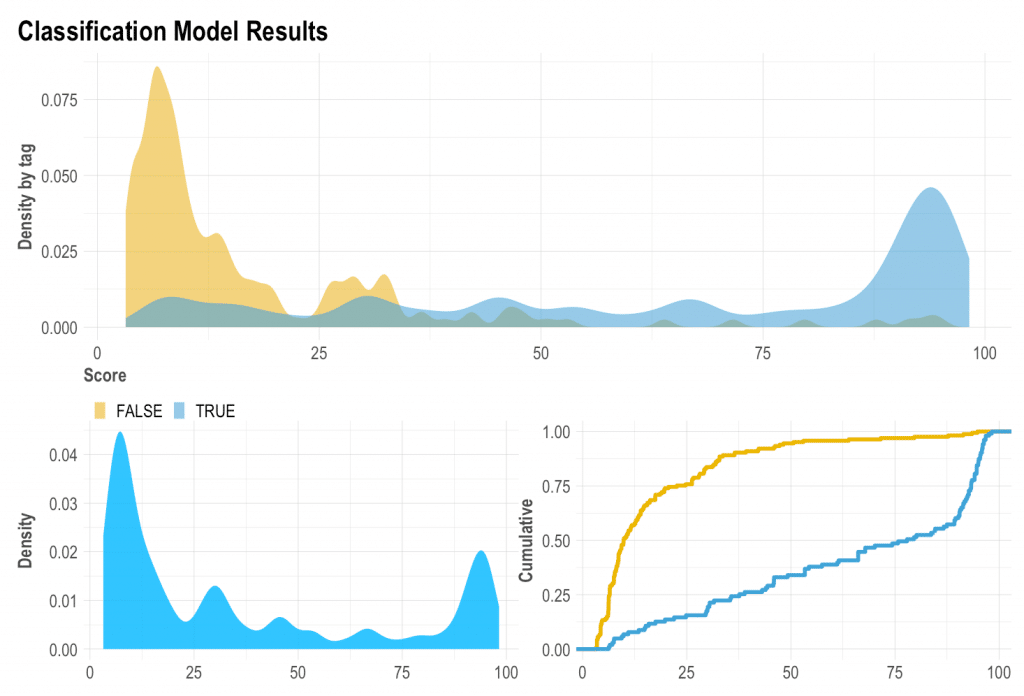 Classification Model Results
Density by tag
0.075
0.050
0.025
0.000
0 25 50 75 100
Score
FALSE TRUE
Density
0.04
0.03
0.02
0.01
0.00
0 25 50 75 100
Cumulative
1.00
0.75
0.50
0.25
0.00
0 25 50 75 100